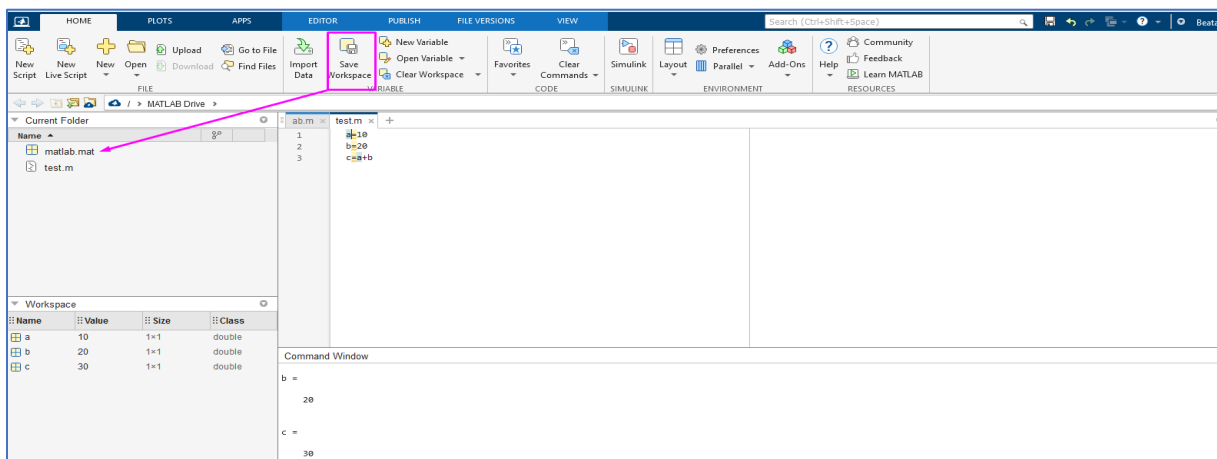 HOME PLOTS APPS EDITOR PUBLISH FILE VERSIONS VIEW Search (Ctrl+Shift+Space) Beata
New Script
New Live Script
New
Open
Upload
Download
Go to File
Find Files
FILE
Import Data
Save Workspace
New Variable
Open Variable
Clear Workspace
VARIABLE
Favorites
Clear Commands
CODE
Simulink
SIMULINK
Layout
Preferences
Parallel
Add-Ons
ENVIRONMENT
Help
Community
Feedback
Learn MATLAB
RESOURCES
/ > MATLAB Drive >
Current Folder
Name
matlab.mat
test.m
ab.m × test.m × +
1 a=10
2 b=20
3 c=a+b
Workspace
Name Value Size Class
a 10 1×1 double
b 20 1×1 double
c 30 1×1 double
Command Window
b =
20
c =
30